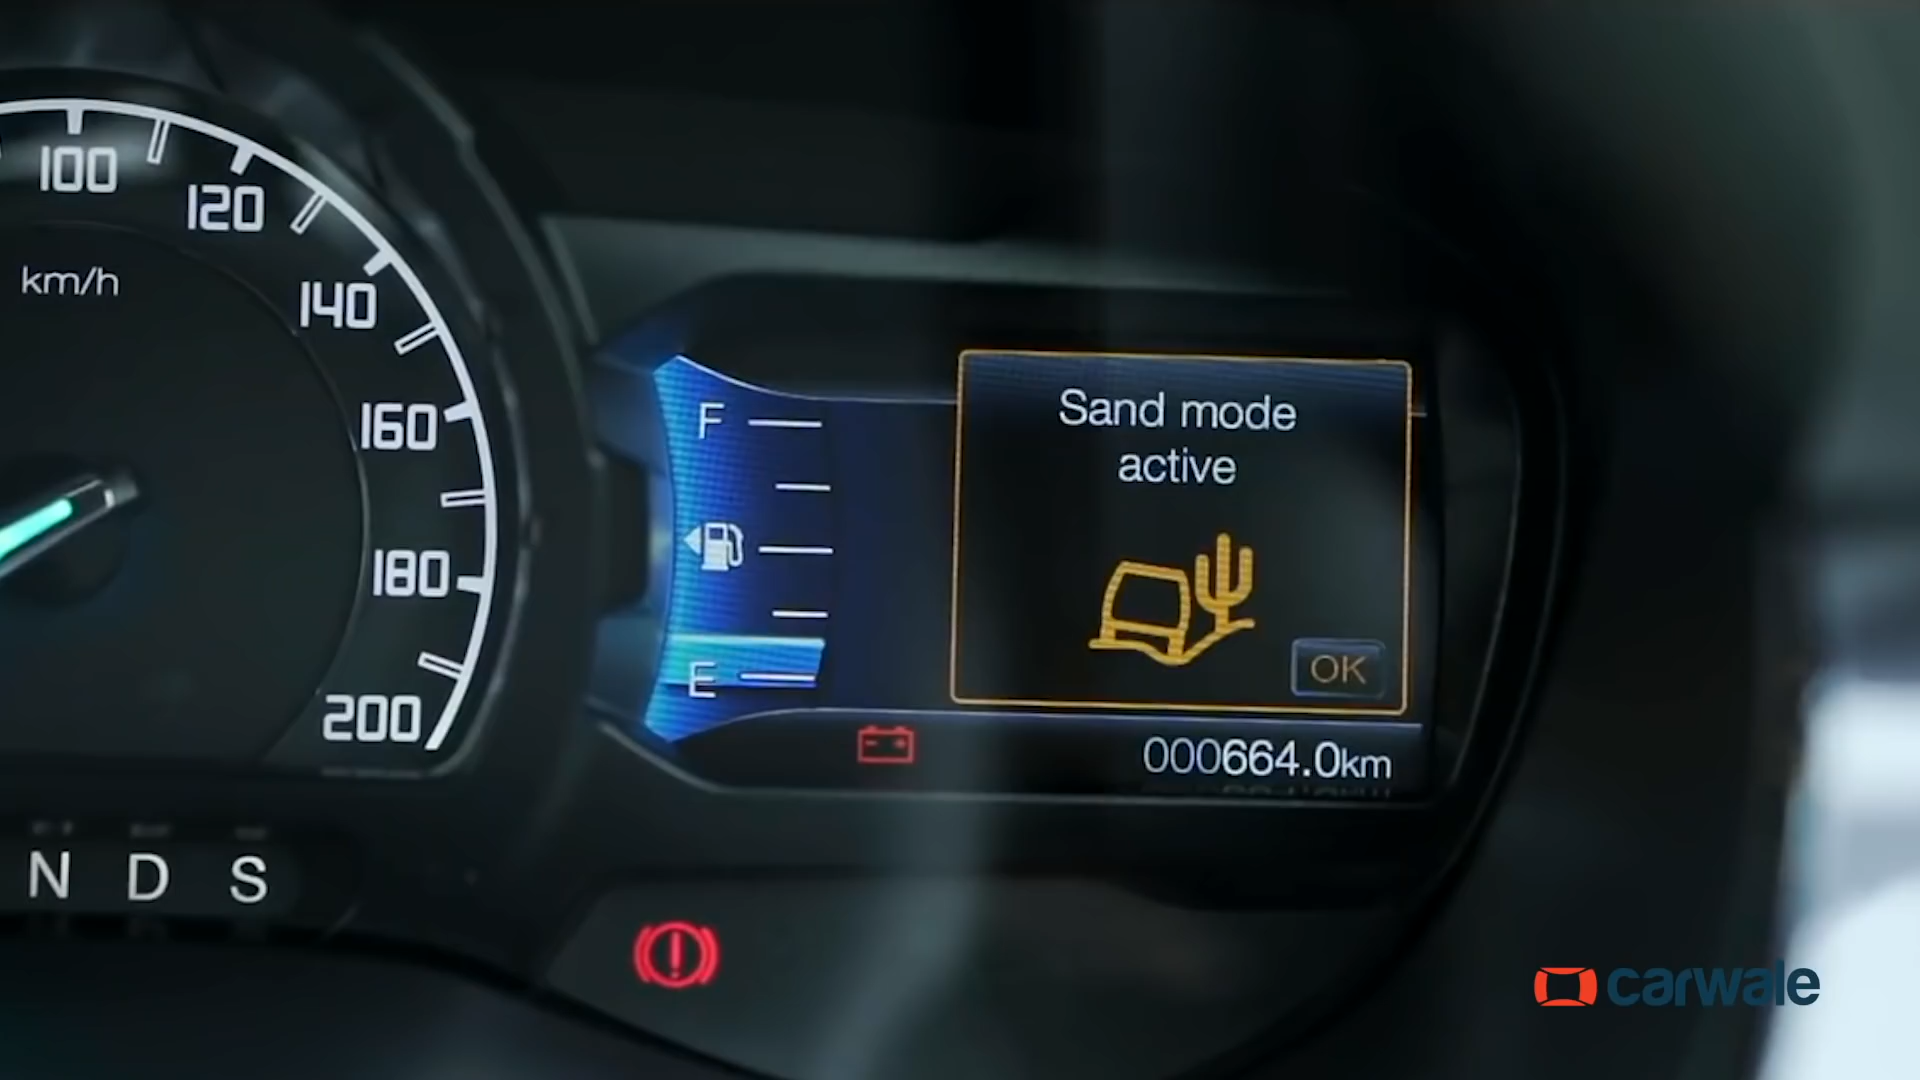 100
120
km/h
140
160
180
200
F
E
Sand mode
active
OK
000664.0km
N D S
carwale